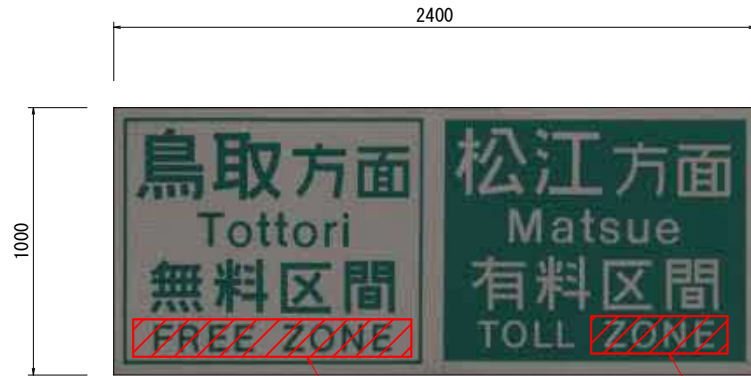 2400
1000
鳥取方面
Tottori
無料区間
FREE ZONE
松江方面
Matsue
有料区間
TOLL ZONE